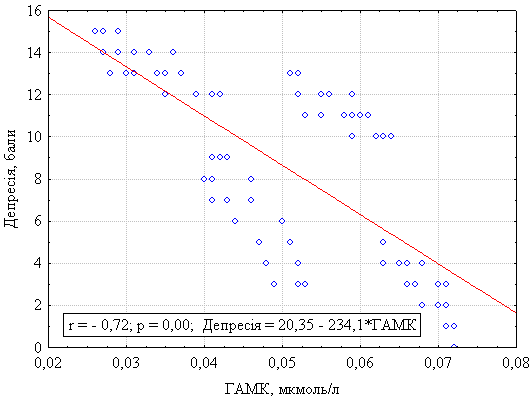 16
14
12
10
8
6
4
2
0
Депресія, бали
r = - 0,72; p = 0,00;  Депресія = 20,35 - 234,1*ГАМК
0,02 0,03 0,04 0,05 0,06 0,07 0,08
ГАМК, мкмоль/л